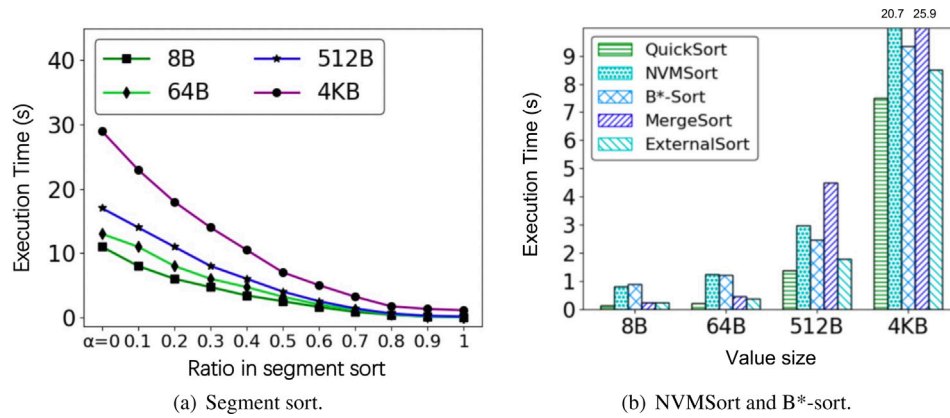 40
30
20
10
0
Execution Time (s)
8B
64B
512B
4KB
α=0 0.1 0.2 0.3 0.4 0.5 0.6 0.7 0.8 0.9 1
Ratio in segment sort
(a) Segment sort.
20.7 25.9
9
8
7
6
5
4
3
2
1
0
Execution Time (s)
QuickSort
NVMSort
B*-Sort
MergeSort
ExternalSort
8B 64B 512B 4KB
Value size
(b) NVMSort and B*-sort.